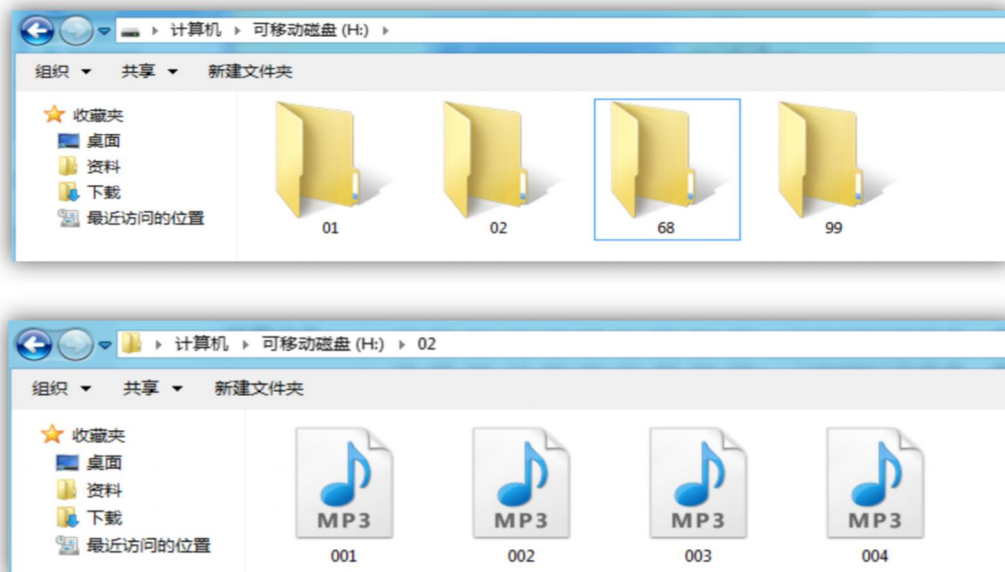 计算机 可移动磁盘 (H:)
组织 共享 新建文件夹
收藏夹
桌面
资料
下载
最近访问的位置
01 02 68 99
计算机 可移动磁盘 (H:) 02
组织 共享 新建文件夹
收藏夹
桌面
资料
下载
最近访问的位置
MP3 MP3 MP3 MP3
001 002 003 004